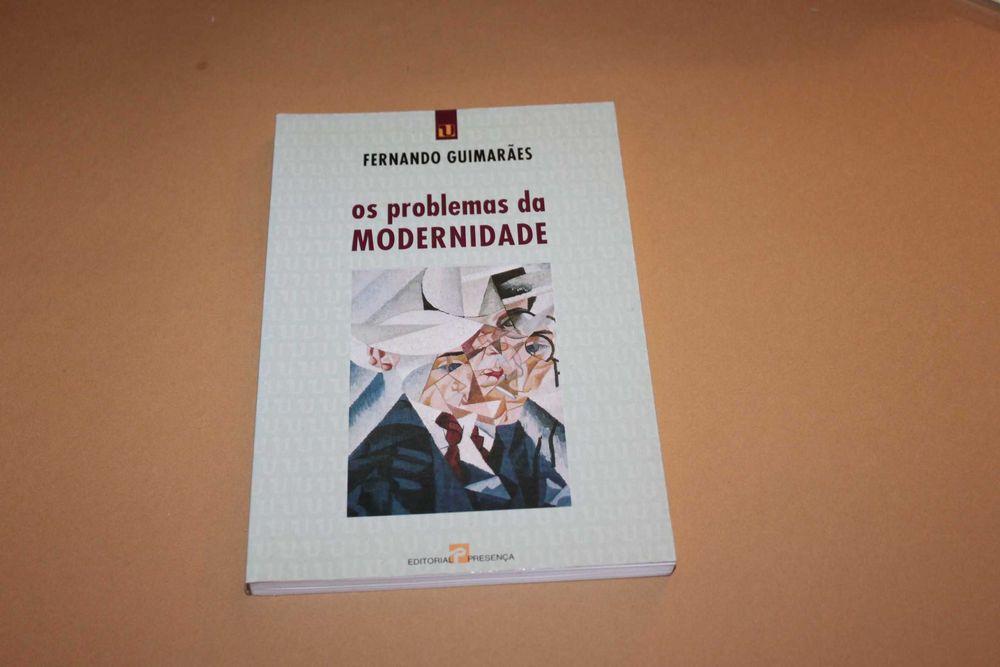 FERNANDO GUIMARÃES
os problemas da
MODERNIDADE
EDITORIAL PRESENÇA